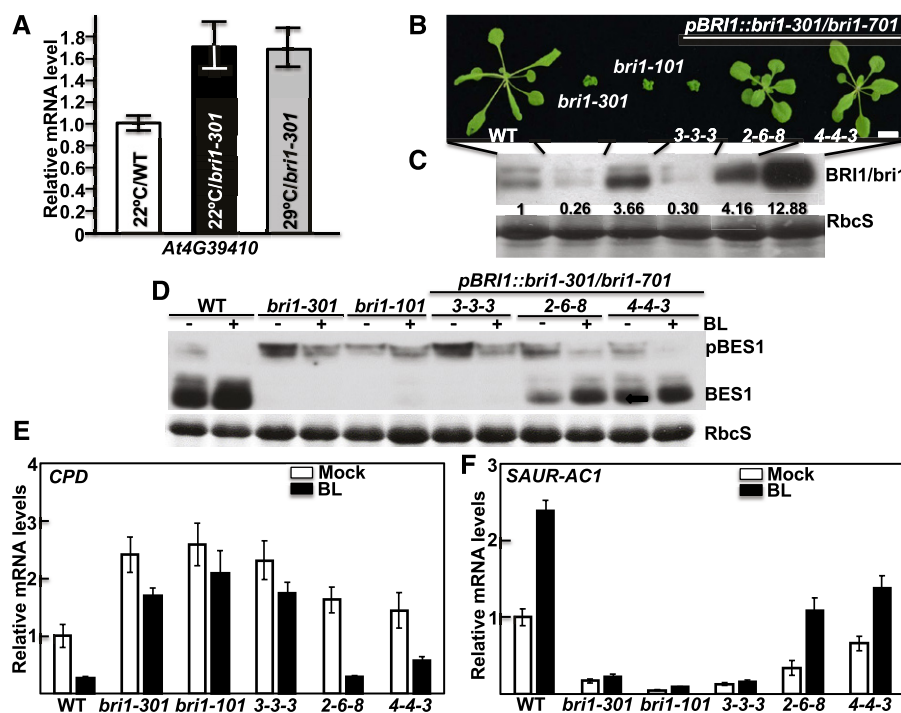 A
Relative mRNA level
1.8
1.6
1.4
1.2
1.0
0.8
0.6
0.4
0.2
0
22ºC/WT
22ºC/bri1-301
29ºC/bri1-301
At4G39410
B
pBRI1::bri1-301/bri1-701
bri1-101
bri1-301
WT 3-3-3 2-6-8 4-4-3
C
BRI1/bri1
1 0.26 3.66 0.30 4.16 12.88
RbcS
D
pBRI1::bri1-301/bri1-701
WT bri1-301 bri1-101 3-3-3 2-6-8 4-4-3
- + - + - + - + - + - + BL
pBES1
BES1
RbcS
E
CPD
Mock
BL
Relative mRNA levels
4
3
2
1
WT bri1-301 bri1-101 3-3-3 2-6-8 4-4-3
F
SAUR-AC1
Mock
BL
Relative mRNA levels
3
2
1
WT bri1-301 bri1-101 3-3-3 2-6-8 4-4-3